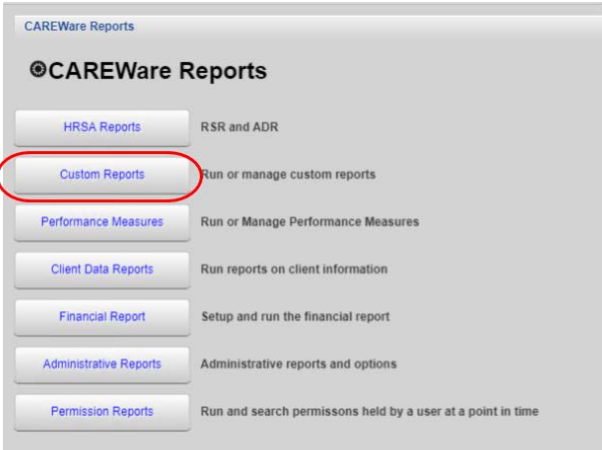 CAREWare Reports
CAREWare Reports
HRSA Reports RSR and ADR
Custom Reports Run or manage custom reports
Performance Measures Run or Manage Performance Measures
Client Data Reports Run reports on client information
Financial Report Setup and run the financial report
Administrative Reports Administrative reports and options
Permission Reports Run and search permissons held by a user at a point in time